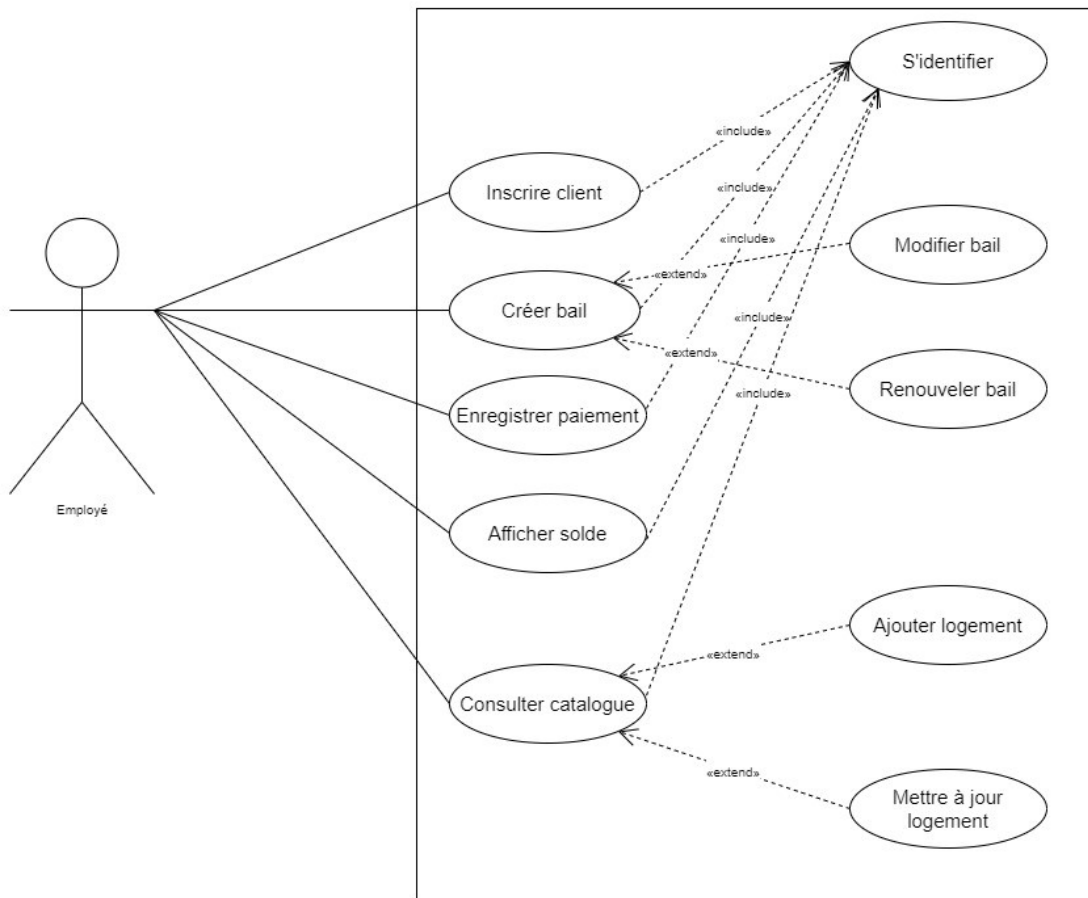 S'identifier
«include»
Inscrire client
«include»
«include»
Modifier bail
«extend»
Créer bail
«include»
«extend»
Renouveler bail
«include»
Enregistrer paiement
Employé
Afficher solde
Ajouter logement
«extend»
Consulter catalogue
«extend»
Mettre à jour
logement